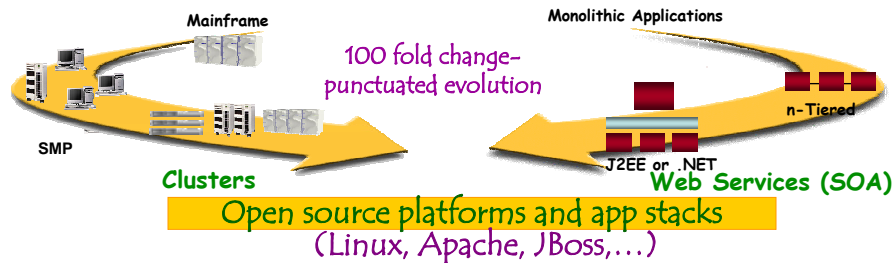 Mainframe
Monolithic Applications
100 fold change-
punctuated evolution
n-Tiered
SMP
J2EE or .NET
Clusters
Web Services (SOA)
Open source platforms and app stacks
(Linux, Apache, JBoss,...)